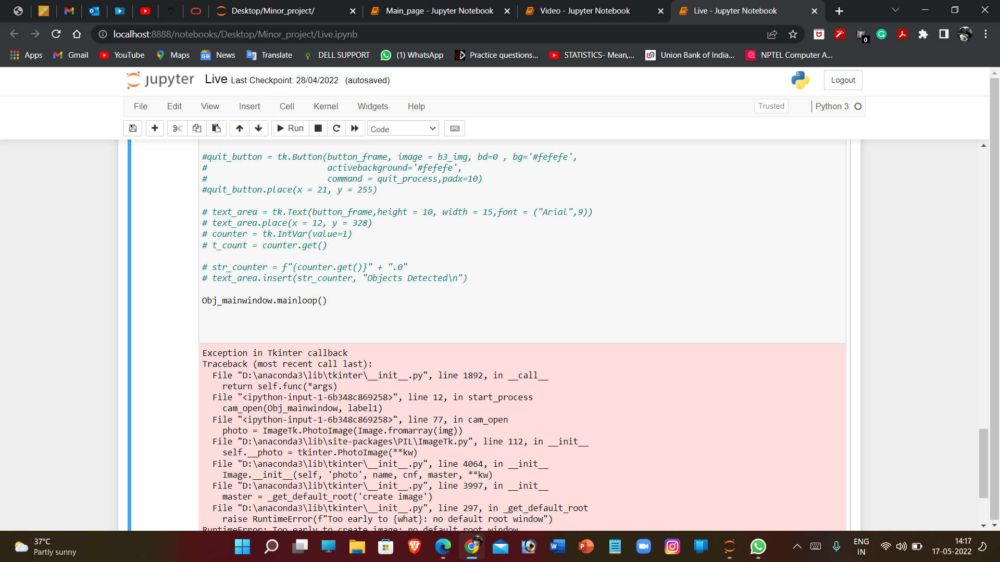 Desktop/Minor_project/
Main_page - Jupyter Notebook
Video - Jupyter Notebook
Live - Jupyter Notebook
localhost:8888/notebooks/Desktop/Minor_project/Live.ipynb
0
Apps
Gmail
YouTube
Maps
News
Translate
DELL SUPPORT
(1) WhatsApp
Practice questions...
STATISTICS- Mean,...
Union Bank of India...
NPTEL Computer A...
jupyter Live Last Checkpoint: 28/04/2022 (autosaved)
Logout
File Edit View Insert Cell Kernel Widgets Help
Trusted
Python 3
Run
Code
#quit_button = tk.Button(button_frame, image = b3_img, bd=0 , bg='#fefefe',
#                        activebackground='#fefefe',
#                        command = quit_process,padx=10)
#quit_button.place(x = 21, y = 255)
# text_area = tk.Text(button_frame,height = 10, width = 15,font = ("Arial",9))
# text_area.place(x = 12, y = 328)
# counter = tk.IntVar(value=1)
# t_count = counter.get()
# str_counter = f"{counter.get()}" + ".0"
# text_area.insert(str_counter, "Objects Detected\n")
Obj_mainwindow.mainloop()
Exception in Tkinter callback
Traceback (most recent call last):
  File "D:\anaconda3\lib\tkinter\__init__.py", line 1892, in __call__
    return self.func(*args)
  File "<ipython-input-1-6b348c869258>", line 12, in start_process
    cam_open(Obj_mainwindow, label1)
  File "<ipython-input-1-6b348c869258>", line 77, in cam_open
    photo = ImageTk.PhotoImage(Image.fromarray(img))
  File "D:\anaconda3\lib\site-packages\PIL\ImageTk.py", line 112, in __init__
    self.__photo = tkinter.PhotoImage(**kw)
  File "D:\anaconda3\lib\tkinter\__init__.py", line 4064, in __init__
    Image.__init__(self, 'photo', name, cnf, master, **kw)
  File "D:\anaconda3\lib\tkinter\__init__.py", line 3997, in __init__
    master = _get_default_root('create image')
  File "D:\anaconda3\lib\tkinter\__init__.py", line 297, in _get_default_root
    raise RuntimeError(f"Too early to {what}: no default root window")
RuntimeError: Too early to create image: no default root window
37°C
Partly sunny
ENG
IN
14:17
17-05-2022